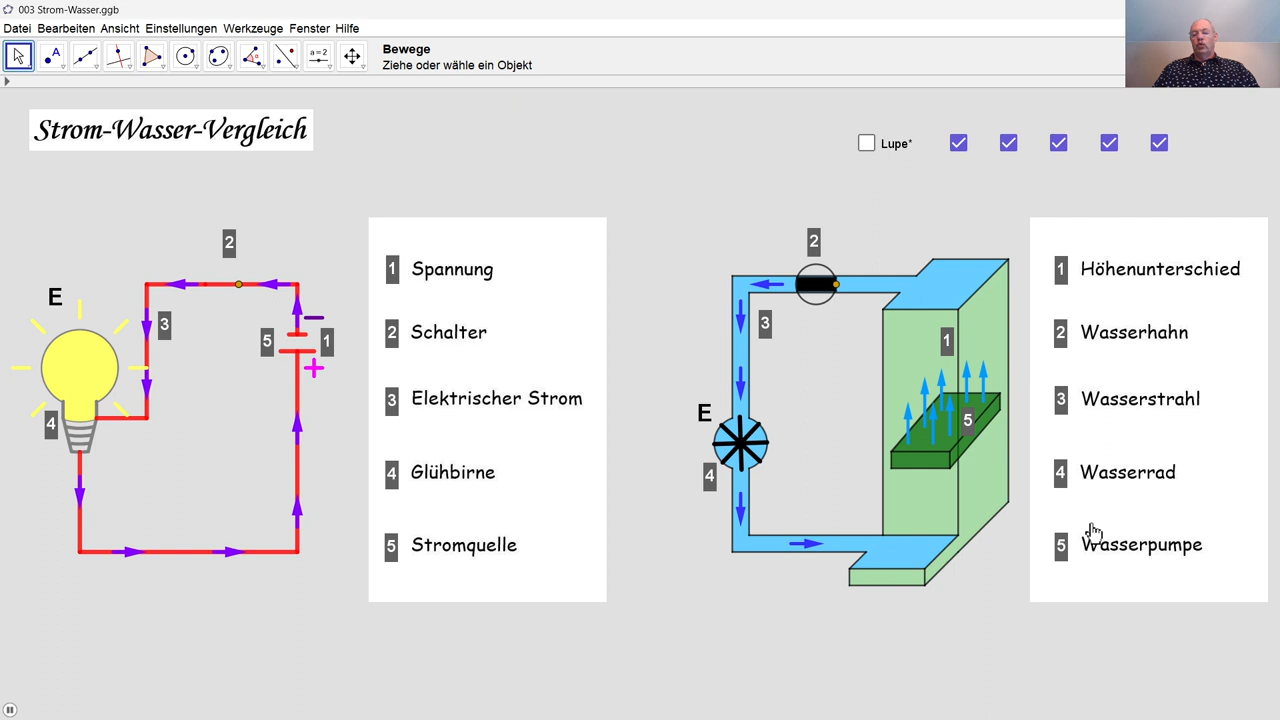 003 Strom-Wasser.ggb
Datei Bearbeiten Ansicht Einstellungen Werkzeuge Fenster Hilfe
A
a=2
Bewege
Ziehe oder wähle ein Objekt
Strom-Wasser-Vergleich
Lupe*
2
E
3
5
1
4
1 Spannung
2 Schalter
3 Elektrischer Strom
4 Glühbirne
5 Stromquelle
2
3
1
E
5
4
1 Höhenunterschied
2 Wasserhahn
3 Wasserstrahl
4 Wasserrad
5 Wasserpumpe